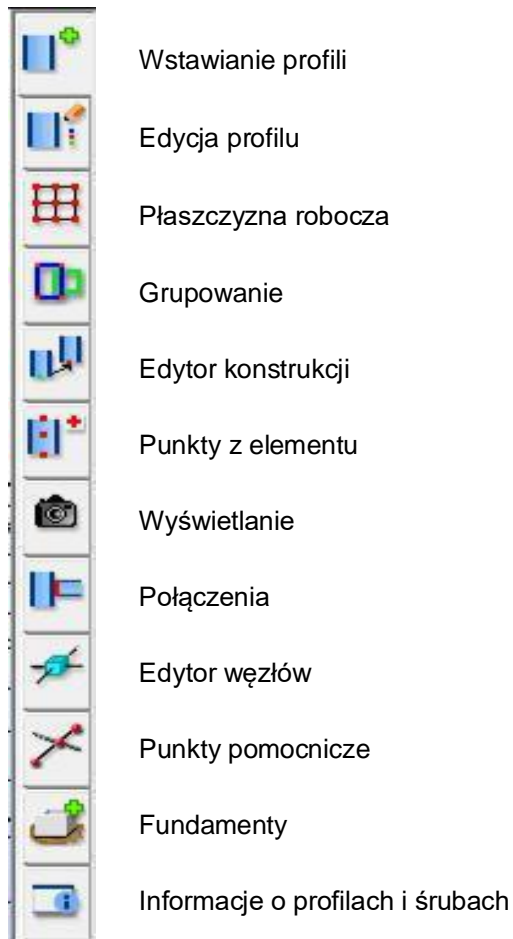 Wstawianie profili
Edycja profilu
Płaszczyzna robocza
Grupowanie
Edytor konstrukcji
Punkty z elementu
Wyświetlanie
Połączenia
Edytor węzłów
Punkty pomocnicze
Fundamenty
Informacje o profilach i śrubach